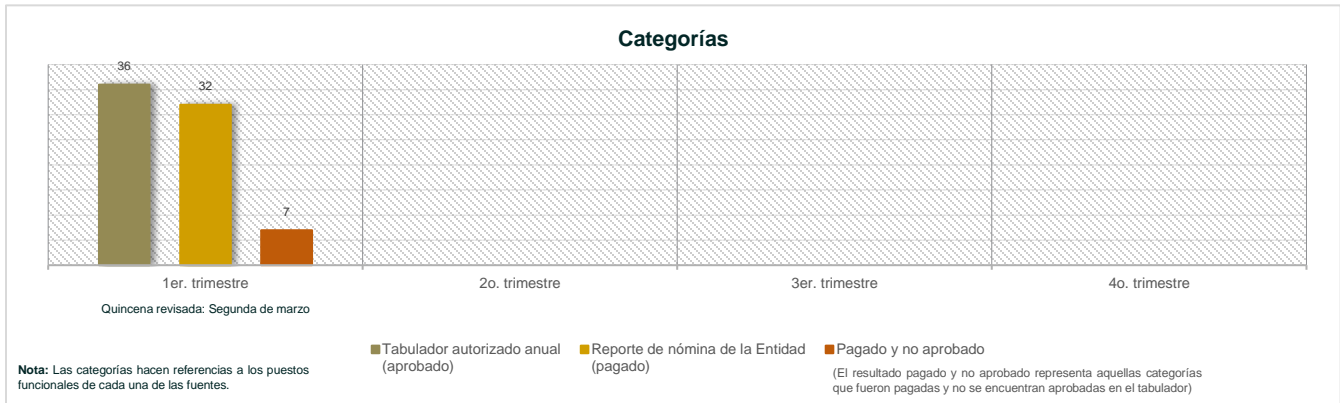 Categorías
36
32
7
1er. trimestre
2o. trimestre
3er. trimestre
4o. trimestre
Quincena revisada: Segunda de marzo
Tabulador autorizado anual
(aprobado)
Reporte de nómina de la Entidad
(pagado)
Pagado y no aprobado
(El resultado pagado y no aprobado representa aquellas categorías
que fueron pagadas y no se encuentran aprobadas en el tabulador)
Nota: Las categorías hacen referencias a los puestos
funcionales de cada una de las fuentes.